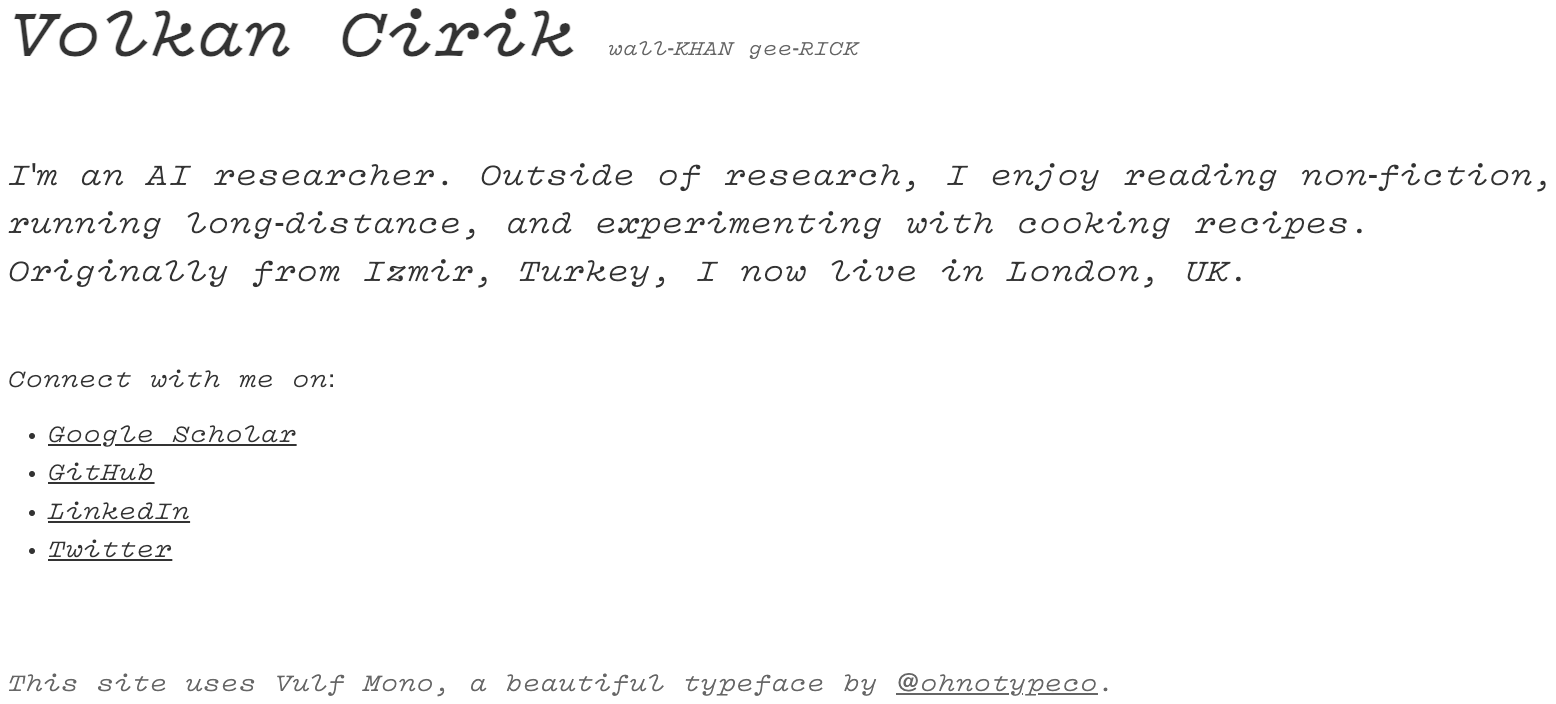 Volkan Cirik wall-KHAN gee-RICK
I'm an AI researcher. Outside of research, I enjoy reading non-fiction,
running long-distance, and experimenting with cooking recipes.
Originally from Izmir, Turkey, I now live in London, UK.
Connect with me on:
• Google Scholar
• GitHub
• LinkedIn
• Twitter
This site uses Vulf Mono, a beautiful typeface by @ohnotypeco.